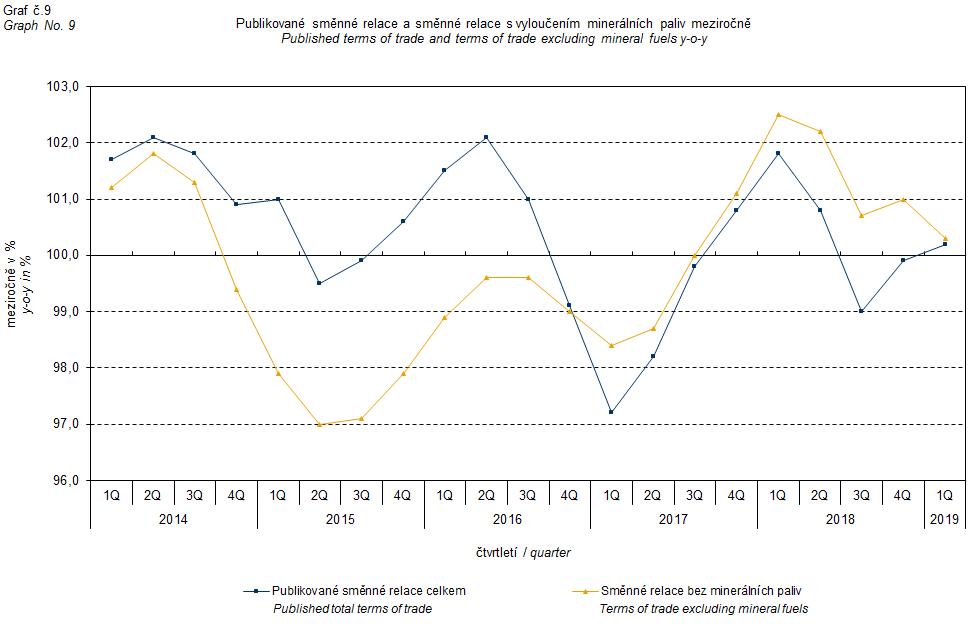 Graf č.9
Graph No. 9
Publikované směnné relace a směnné relace s vyloučením minerálních paliv meziročně
Published terms of trade and terms of trade excluding mineral fuels y-o-y
meziročně v %
y-o-y in %
103,0
102,0
101,0
100,0
99,0
98,0
97,0
96,0
1Q 2Q 3Q 4Q 1Q 2Q 3Q 4Q 1Q 2Q 3Q 4Q 1Q 2Q 3Q 4Q 1Q 2Q 3Q 4Q 1Q
2014 2015 2016 2017 2018 2019
čtvrtletí / quarter
Publikované směnné relace celkem
Published total terms of trade
Směnné relace bez minerálních paliv
Terms of trade excluding mineral fuels